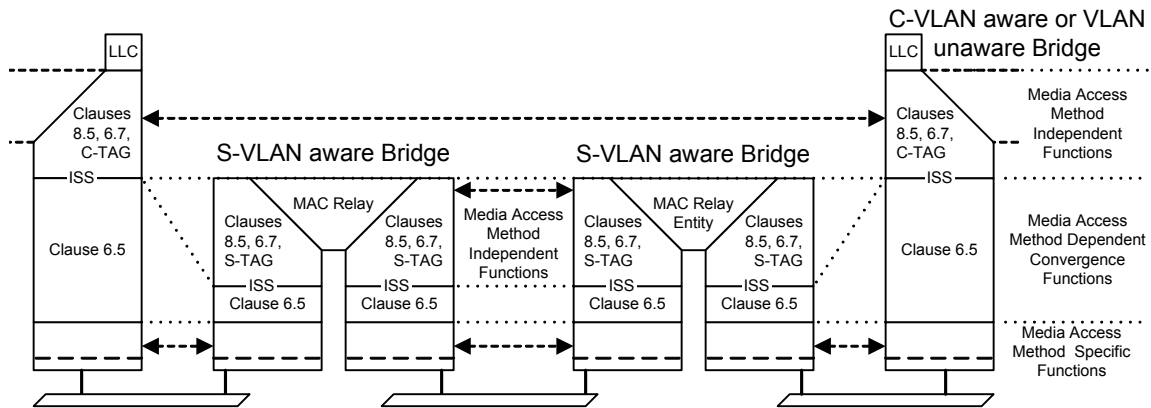 C-VLAN aware or VLAN
unaware Bridge
LLC
LLC
Clauses
8.5, 6.7,
C-TAG
Clauses
8.5, 6.7,
C-TAG
Media Access
Method
Independent
Functions
S-VLAN aware Bridge
S-VLAN aware Bridge
ISS
ISS
MAC Relay
MAC Relay
Entity
Clauses
8.5, 6.7,
S-TAG
Clauses
8.5, 6.7,
S-TAG
Media Access
Method
Independent
Functions
Clauses
8.5, 6.7,
S-TAG
Clauses
8.5, 6.7,
S-TAG
Clause 6.5
Clause 6.5
Media Access
Method Dependent
Convergence
Functions
ISS
ISS
ISS
ISS
Clause 6.5
Clause 6.5
Clause 6.5
Clause 6.5
Media Access
Method Specific
Functions